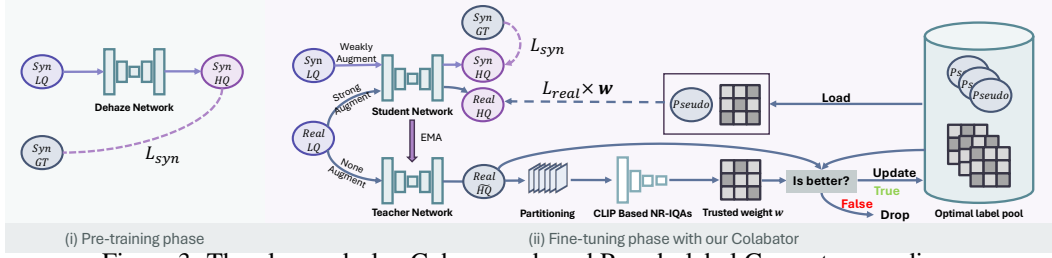 Syn
LQ
Syn
HQ
Dehaze Network
Syn
GT
L_syn
(i) Pre-training phase
Syn
GT
L_syn
Weakly
Augment
Syn
LQ
Syn
HQ
Strong
Augment
Student Network
Real
HQ
L_real × w
Pseudo
Load
Ps
Pseudo
EMA
Real
LQ
None
Augment
Teacher Network
Real
HQ
Partitioning
CLIP Based NR-IQAs
Trusted weight w
Is better?
Update
True
False
Drop
Optimal label pool
(ii) Fine-tuning phase with our Colabator